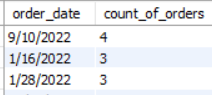 order_date count_of_orders
9/10/2022 4
1/16/2022 3
1/28/2022 3